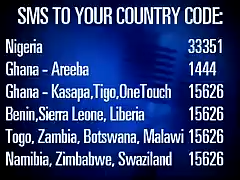 SMS TO YOUR COUNTRY CODE:
Nigeria 33351
Ghana - Areeba 1444
Ghana - Kasapa,Tigo,OneTouch 15626
Benin,Sierra Leone, Liberia 15626
Togo, Zambia, Botswana, Malawi 15626
Namibia, Zimbabwe, Swaziland 15626